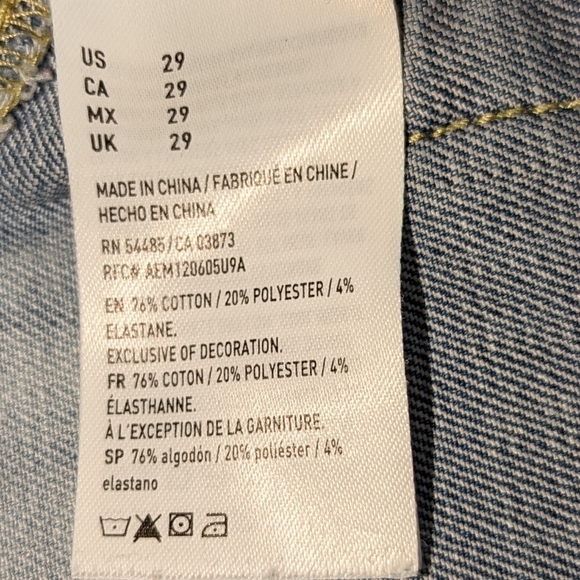 US 29
CA 29
MX 29
UK 29
MADE IN CHINA / FABRIQUÉ EN CHINE /
HECHO EN CHINA
RN 54485/CA 03873
RFC# AEM120605U9A
EN 76% COTTON / 20% POLYESTER / 4%
ELASTANE.
EXCLUSIVE OF DECORATION.
FR 76% COTON / 20% POLYESTER / 4%
ÉLASTHANNE.
À L'EXCEPTION DE LA GARNITURE.
SP 76% algodón / 20% poliéster / 4%
elastano